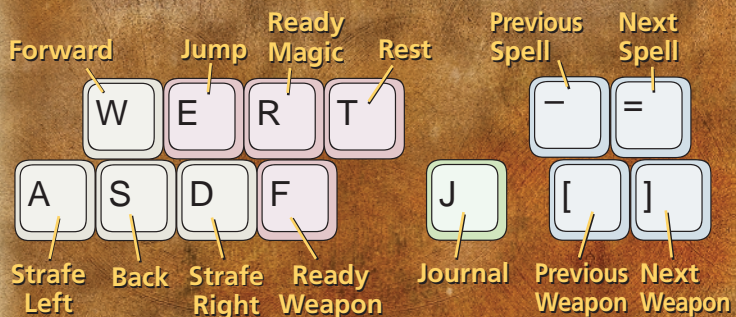 Forward
Jump
Ready
Magic
Rest
Previous
Spell
Next
Spell
W
E
R
T
–
=
A
S
D
F
J
[
]
Strafe
Left
Back
Strafe
Right
Ready
Weapon
Journal
Previous
Weapon
Next
Weapon